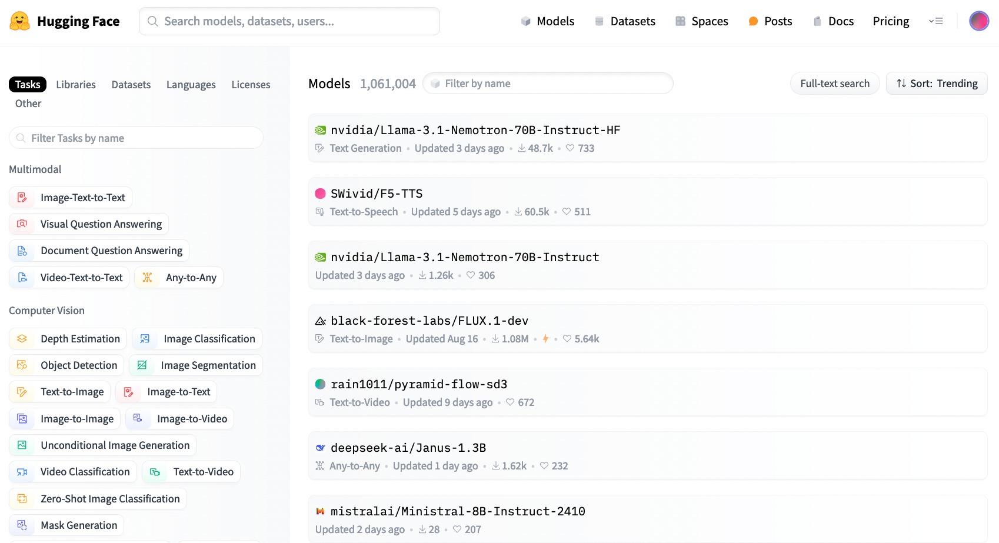 Hugging Face
Search models, datasets, users...
Models Datasets Spaces Posts Docs Pricing
Tasks Libraries Datasets Languages Licenses
Other
Filter Tasks by name
Multimodal
Image-Text-to-Text
Visual Question Answering
Document Question Answering
Video-Text-to-Text Any-to-Any
Computer Vision
Depth Estimation Image Classification
Object Detection Image Segmentation
Text-to-Image Image-to-Text
Image-to-Image Image-to-Video
Unconditional Image Generation
Video Classification Text-to-Video
Zero-Shot Image Classification
Mask Generation
Models 1,061,004 Filter by name Full-text search Sort: Trending
nvidia/Llama-3.1-Nemotron-70B-Instruct-HF
Text Generation • Updated 3 days ago • 48.7k • 733
SWivid/F5-TTS
Text-to-Speech • Updated 5 days ago • 60.5k • 511
nvidia/Llama-3.1-Nemotron-70B-Instruct
Updated 3 days ago • 1.26k • 306
black-forest-labs/FLUX.1-dev
Text-to-Image • Updated Aug 16 • 1.08M • • 5.64k
rain1011/pyramid-flow-sd3
Text-to-Video • Updated 9 days ago • 672
deepseek-ai/Janus-1.3B
Any-to-Any • Updated 1 day ago • 1.62k • 232
mistralai/Ministral-8B-Instruct-2410
Updated 2 days ago • 28 • 207